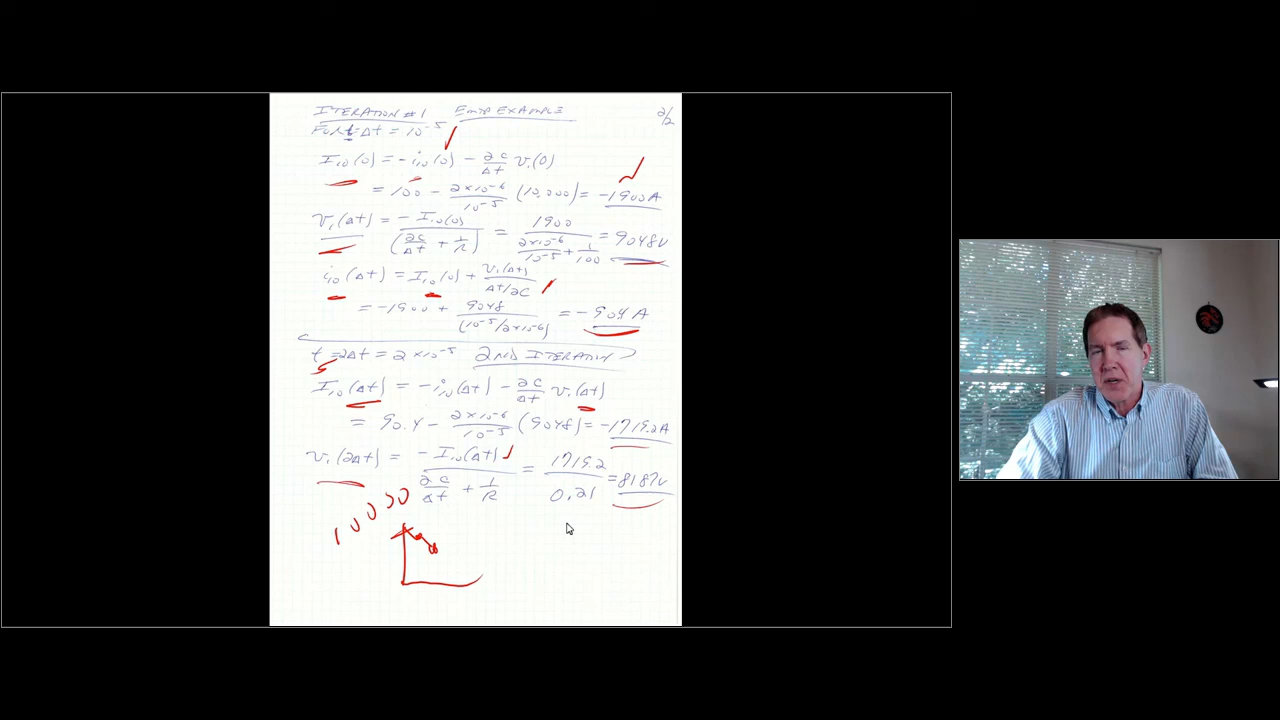 ITERATION #1 EMTP EXAMPLE 2/2
FOR t=Δt = 10⁻⁵
I₁₀(0) = -i₁₀(0) - 2C/Δt v₁(0)
= 100 - 2×10⁻⁶/10⁻⁵ (10,000) = -1900A
v₁(Δt) = -I₁₀(0)/(2C/Δt + 1/R) = 1900/(2×10⁻⁶/10⁻⁵ + 1/100) = 9048V
i₁₀(Δt) = I₁₀(0) + v₁(Δt)/(Δt/2C)
= -1900 + 9048/(10⁻⁵/2×10⁻⁶) = -90.4 A
t=2Δt = 2×10⁻⁵ 2ND ITERATION
I₁₀(Δt) = -i₁₀(Δt) - 2C/Δt v₁(Δt)
= 90.4 - 2×10⁻⁶/10⁻⁵ (9048) = -1719.2A
v₁(2Δt) = -I₁₀(Δt)/(2C/Δt + 1/R) = 1719.2/0.21 = 8187V
10000